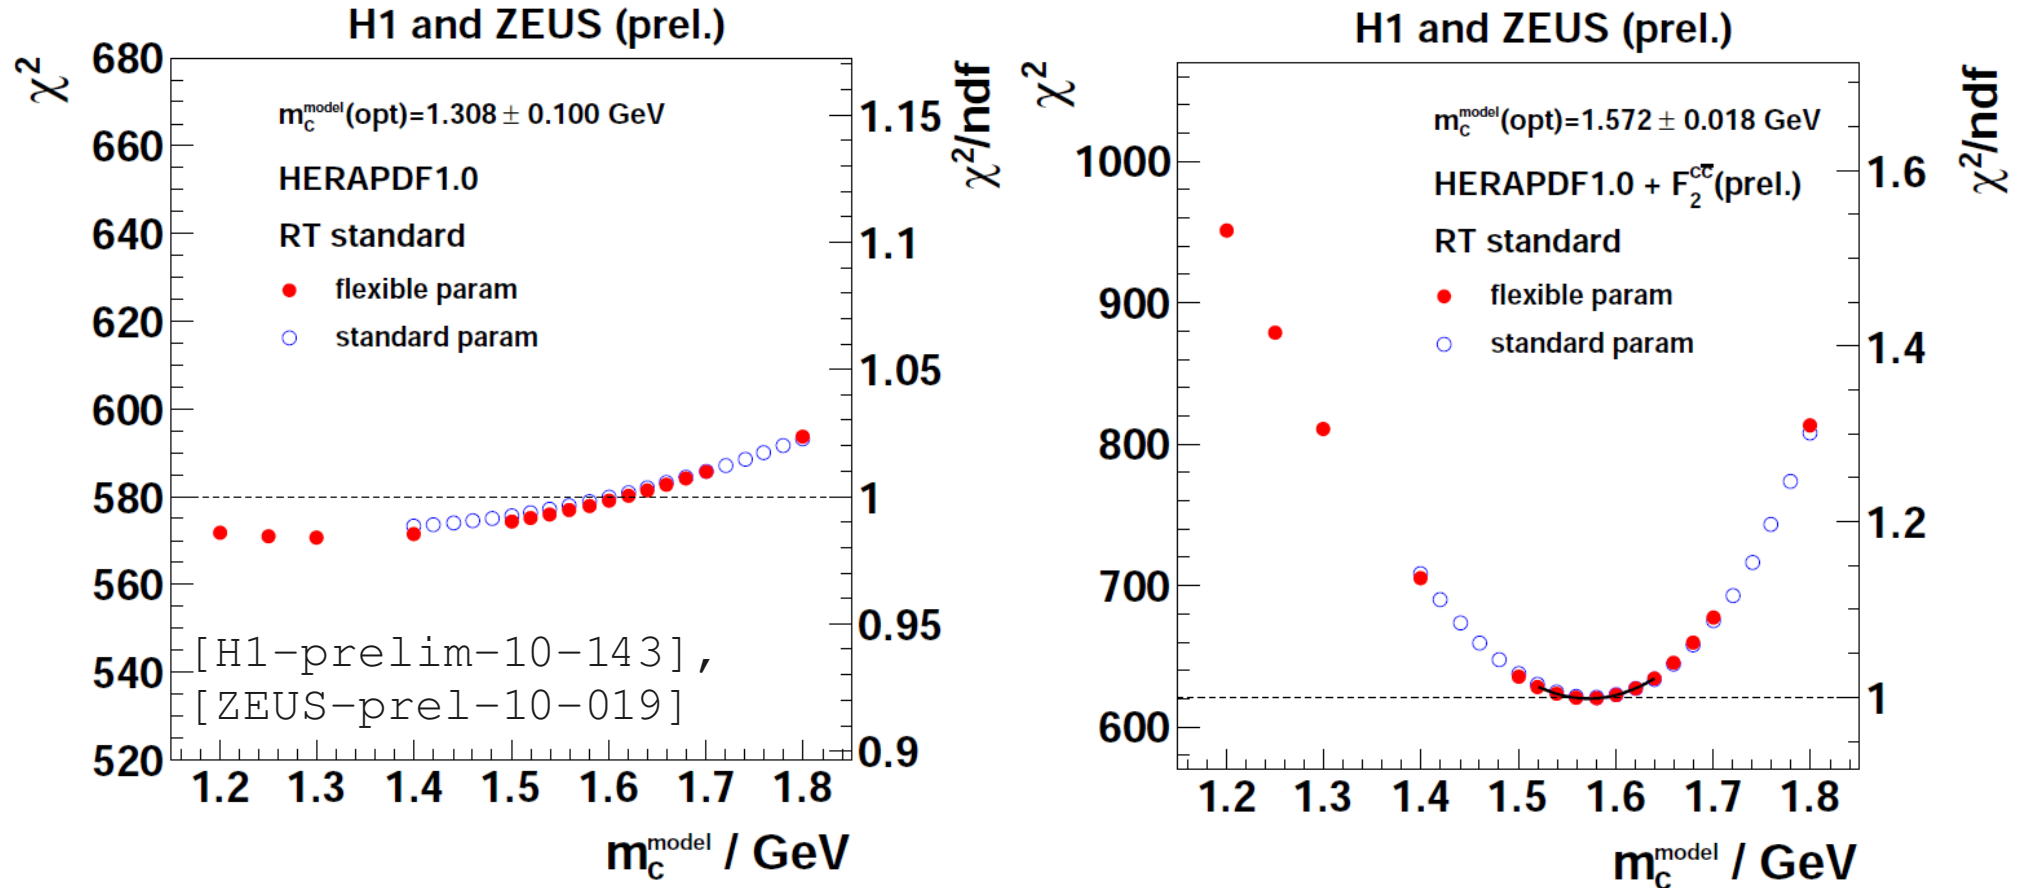 H1 and ZEUS (prel.)
χ²
680
660
640
620
600
580
560
540
520
m_c^model(opt)=1.308 ± 0.100 GeV
HERAPDF1.0
RT standard
flexible param
standard param
[H1-prelim-10-143],
[ZEUS-prel-10-019]
1.15
1.1
1.05
1
0.95
0.9
χ²/ndf
1.2 1.3 1.4 1.5 1.6 1.7 1.8
m_c^model / GeV
H1 and ZEUS (prel.)
χ²
1000
900
800
700
600
m_c^model(opt)=1.572 ± 0.018 GeV
HERAPDF1.0 + F_2^cc̄(prel.)
RT standard
flexible param
standard param
1.6
1.4
1.2
1
χ²/ndf
1.2 1.3 1.4 1.5 1.6 1.7 1.8
m_c^model / GeV